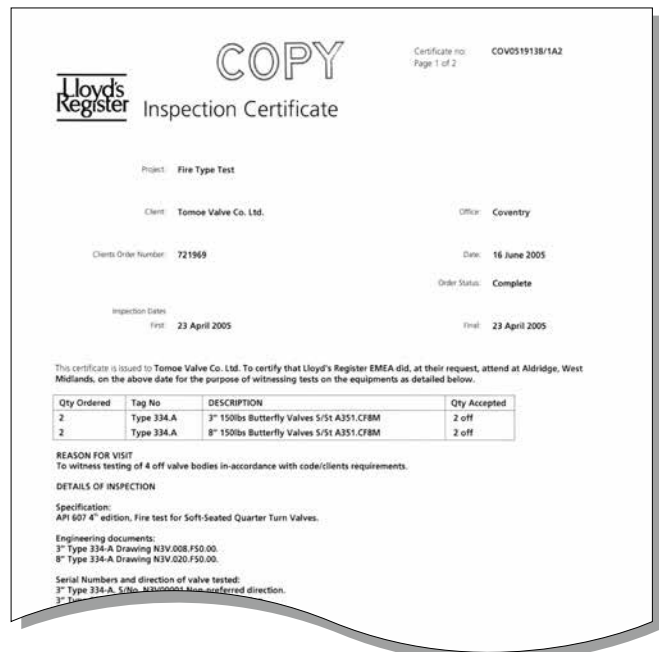 COPY
Certificate no: COV0519138/1A2
Page 1 of 2
Lloyd's
Register
Inspection Certificate
Project: Fire Type Test
Client: Tomoe Valve Co. Ltd. Office: Coventry
Clients Order Number: 721969 Date: 16 June 2005
Order Status: Complete
Inspection Dates
First: 23 April 2005 Final: 23 April 2005
This certificate is issued to Tomoe Valve Co. Ltd. To certify that Lloyd's Register EMEA did, at their request, attend at Aldridge, West
Midlands, on the above date for the purpose of witnessing tests on the equipments as detailed below.
Qty Ordered Tag No DESCRIPTION Qty Accepted
2 Type 334.A 3" 150lbs Butterfly Valves S/St A351.CF8M 2 off
2 Type 334.A 8" 150lbs Butterfly Valves S/St A351.CF8M 2 off
REASON FOR VISIT
To witness testing of 4 off valve bodies in-accordance with code/clients requirements.
DETAILS OF INSPECTION
Specification:
API 607 4" edition, Fire test for Soft-Seated Quarter Turn Valves.
Engineering documents:
3" Type 334-A Drawing N3V.008.FS0.00.
8" Type 334-A Drawing N3V.020.FS0.00.
Serial Numbers and direction of valve tested:
3" Type 334-A, S/No. N3V00001 Non-preferred direction.
3"